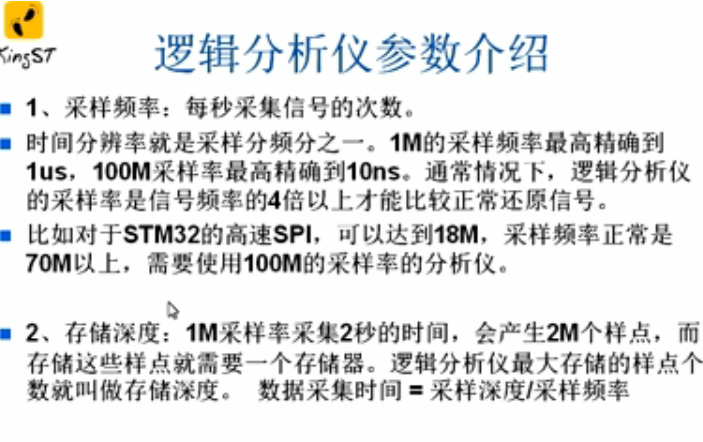 KingST
逻辑分析仪参数介绍
1、采样频率：每秒采集信号的次数。
时间分辨率就是采样分频分之一。1M的采样频率最高精确到
1us，100M采样率最高精确到10ns。通常情况下，逻辑分析仪
的采样率是信号频率的4倍以上才能比较正常还原信号。
比如对于STM32的高速SPI，可以达到18M，采样频率正常是
70M以上，需要使用100M的采样率的分析仪。
2、存储深度：1M采样率采集2秒的时间，会产生2M个样点，而
存储这些样点就需要一个存储器。逻辑分析仪最大存储的样点个
数就叫做存储深度。 数据采集时间 = 采样深度/采样频率